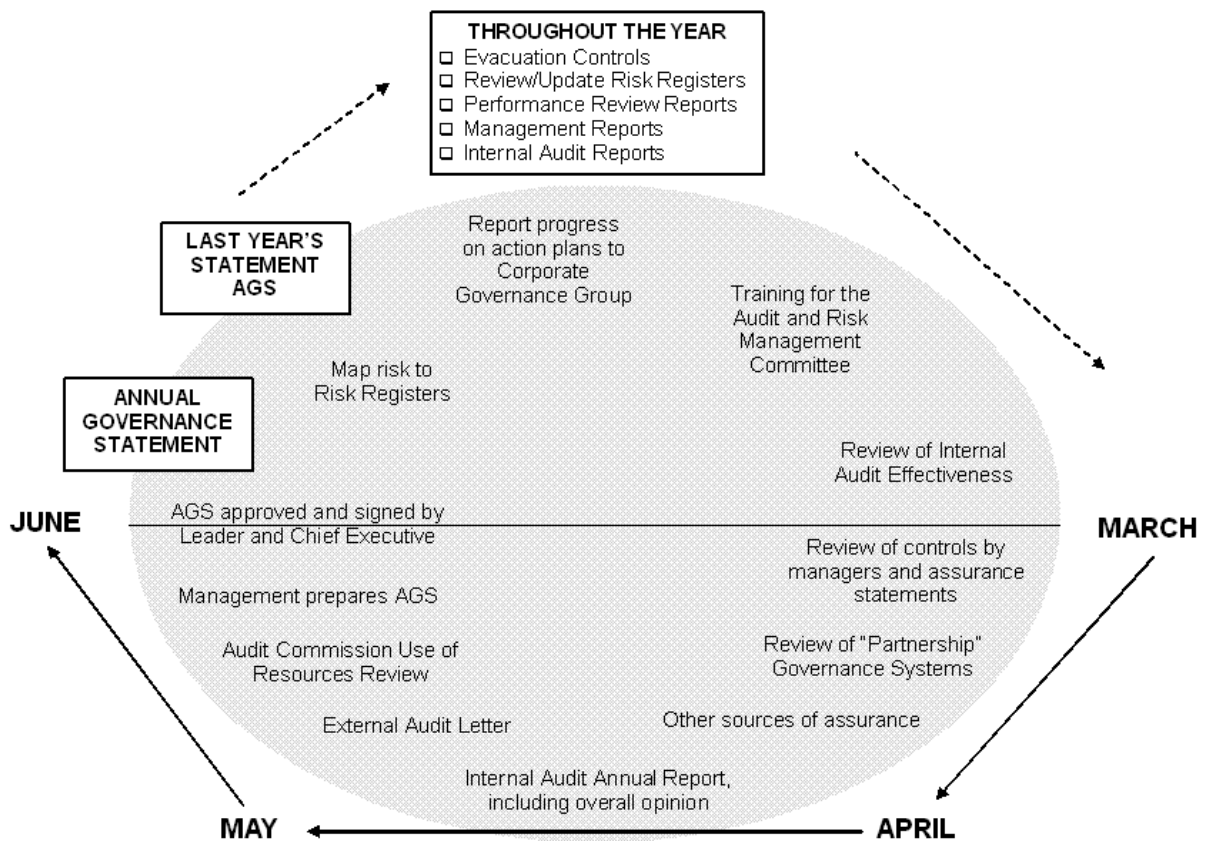 THROUGHOUT THE YEAR
❑ Evacuation Controls
❑ Review/Update Risk Registers
❑ Performance Review Reports
❑ Management Reports
❑ Internal Audit Reports
LAST YEAR'S
STATEMENT
AGS
Report progress
on action plans to
Corporate
Governance Group
Training for the
Audit and Risk
Management
Committee
Map risk to
Risk Registers
ANNUAL
GOVERNANCE
STATEMENT
Review of Internal
Audit Effectiveness
JUNE
AGS approved and signed by
Leader and Chief Executive
MARCH
Review of controls by
managers and assurance
statements
Management prepares AGS
Audit Commission Use of
Resources Review
Review of "Partnership"
Governance Systems
External Audit Letter
Other sources of assurance
Internal Audit Annual Report,
including overall opinion
MAY
APRIL